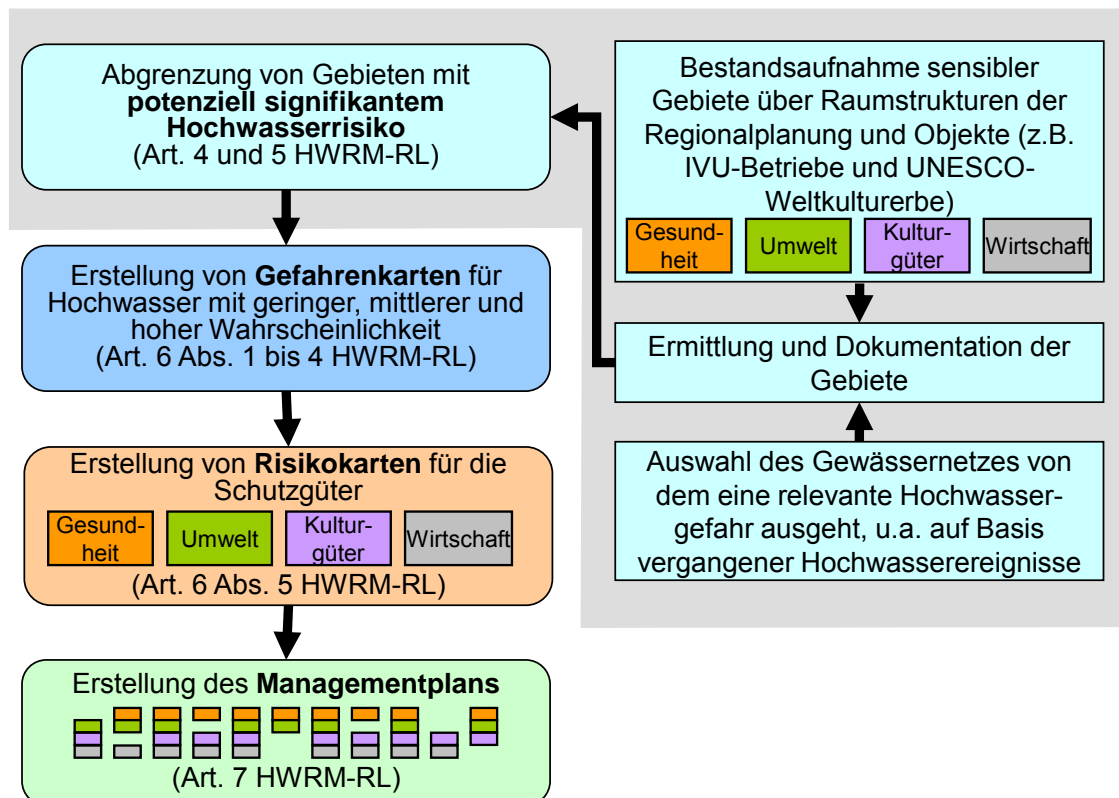 Abgrenzung von Gebieten mit
potenziell signifikantem
Hochwasserrisiko
(Art. 4 und 5 HWRM-RL)
Erstellung von Gefahrenkarten für
Hochwasser mit geringer, mittlerer und
hoher Wahrscheinlichkeit
(Art. 6 Abs. 1 bis 4 HWRM-RL)
Erstellung von Risikokarten für die
Schutzgüter
Gesund-
heit
Umwelt
Kultur-
güter
Wirtschaft
(Art. 6 Abs. 5 HWRM-RL)
Erstellung des Managementplans
(Art. 7 HWRM-RL)
Bestandsaufnahme sensibler
Gebiete über Raumstrukturen der
Regionalplanung und Objekte (z.B.
IVU-Betriebe und UNESCO-
Weltkulturerbe)
Gesund-
heit
Umwelt
Kultur-
güter
Wirtschaft
Ermittlung und Dokumentation der
Gebiete
Auswahl des Gewässernetzes von
dem eine relevante Hochwasser-
gefahr ausgeht, u.a. auf Basis
vergangener Hochwasserereignisse